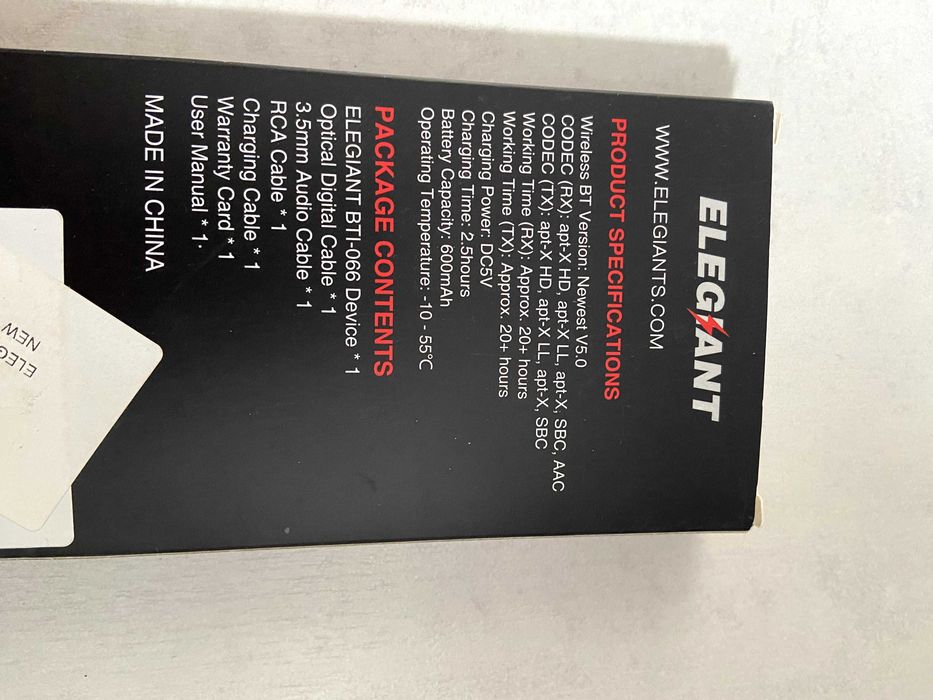 ELEGIANT
WWW.ELEGIANTS.COM
PRODUCT SPECIFICATIONS
Wireless BT Version: Newest V5.0
CODEC (RX): apt-X HD, apt-X LL, apt-X, SBC, AAC
CODEC (TX): apt-X HD, apt-X LL, apt-X, SBC
Working Time (RX): Approx. 20+ hours
Working Time (TX): Approx. 20+ hours
Charging Power: DC5V
Charging Time: 2.5hours
Battery Capacity: 600mAh
Operating Temperature: -10 - 55°C
PACKAGE CONTENTS
ELEGIANT BTI-066 Device * 1
Optical Digital Cable * 1
3.5mm Audio Cable * 1
RCA Cable * 1
Charging Cable * 1
Warranty Card * 1
User Manual * 1.
MADE IN CHINA
ELEG
NEW